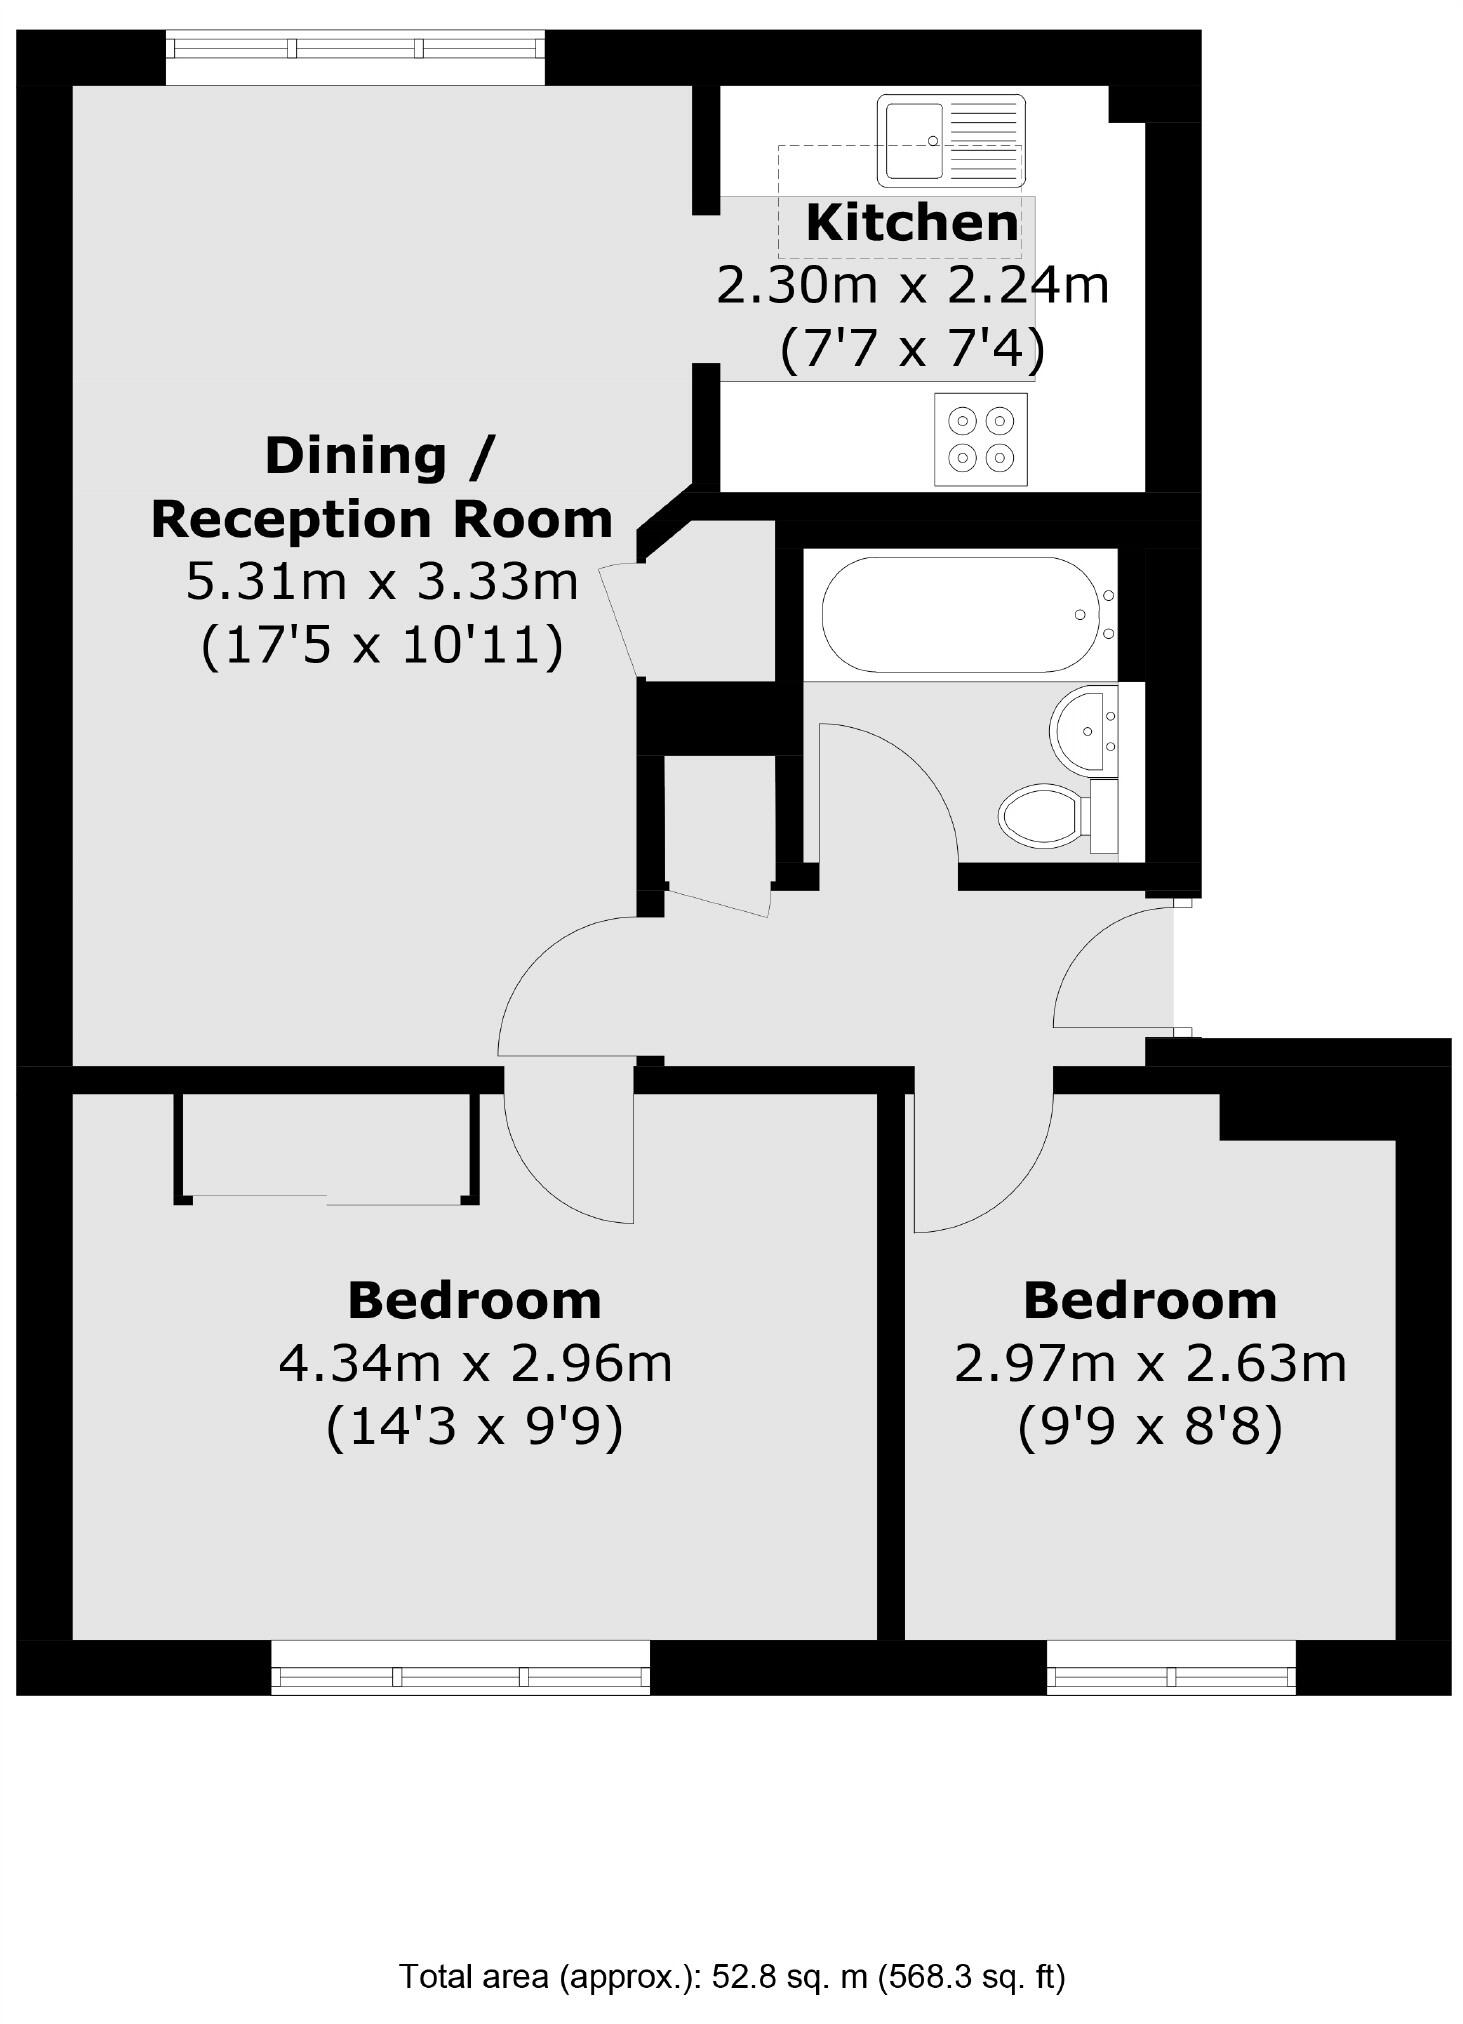 Kitchen
2.30m x 2.24m
(7'7 x 7'4)
Dining /
Reception Room
5.31m x 3.33m
(17'5 x 10'11)
Bedroom
4.34m x 2.96m
(14'3 x 9'9)
Bedroom
2.97m x 2.63m
(9'9 x 8'8)
Total area (approx.): 52.8 sq. m (568.3 sq. ft)